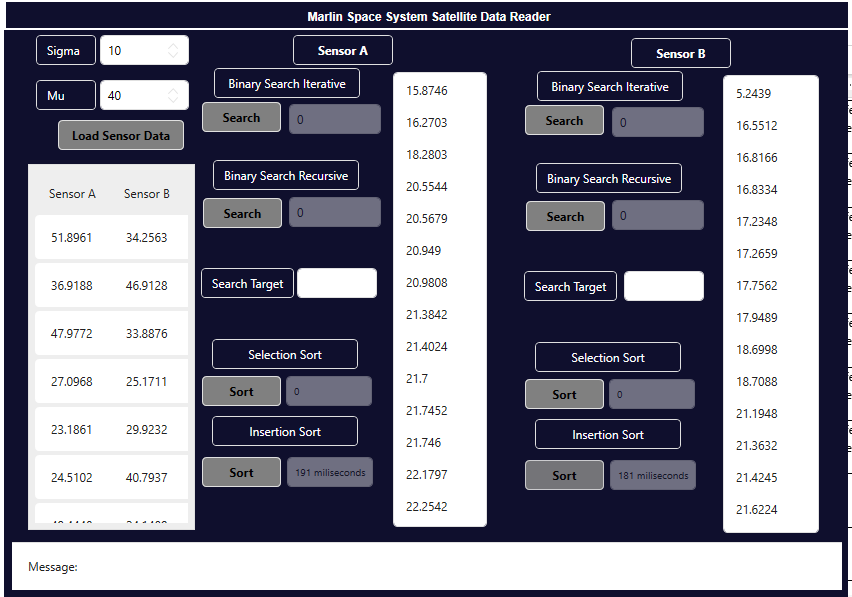 Marlin Space System Satellite Data Reader
Sigma
10
Mu
40
Load Sensor Data
Sensor A Sensor B
51.8961 34.2563
36.9188 46.9128
47.9772 33.8876
27.0968 25.1711
23.1861 29.9232
24.5102 40.7937
Sensor A
Binary Search Iterative
Search
0
Binary Search Recursive
Search
0
Search Target
Selection Sort
Sort
0
Insertion Sort
Sort
191 miliseconds
15.8746
16.2703
18.2803
20.5544
20.5679
20.949
20.9808
21.3842
21.4024
21.7
21.7452
21.746
22.1797
22.2542
Sensor B
Binary Search Iterative
Search
0
Binary Search Recursive
Search
0
Search Target
Selection Sort
Sort
0
Insertion Sort
Sort
181 miliseconds
5.2439
16.5512
16.8166
16.8334
17.2348
17.2659
17.7562
17.9489
18.6998
18.7088
21.1948
21.3632
21.4245
21.6224
Message: